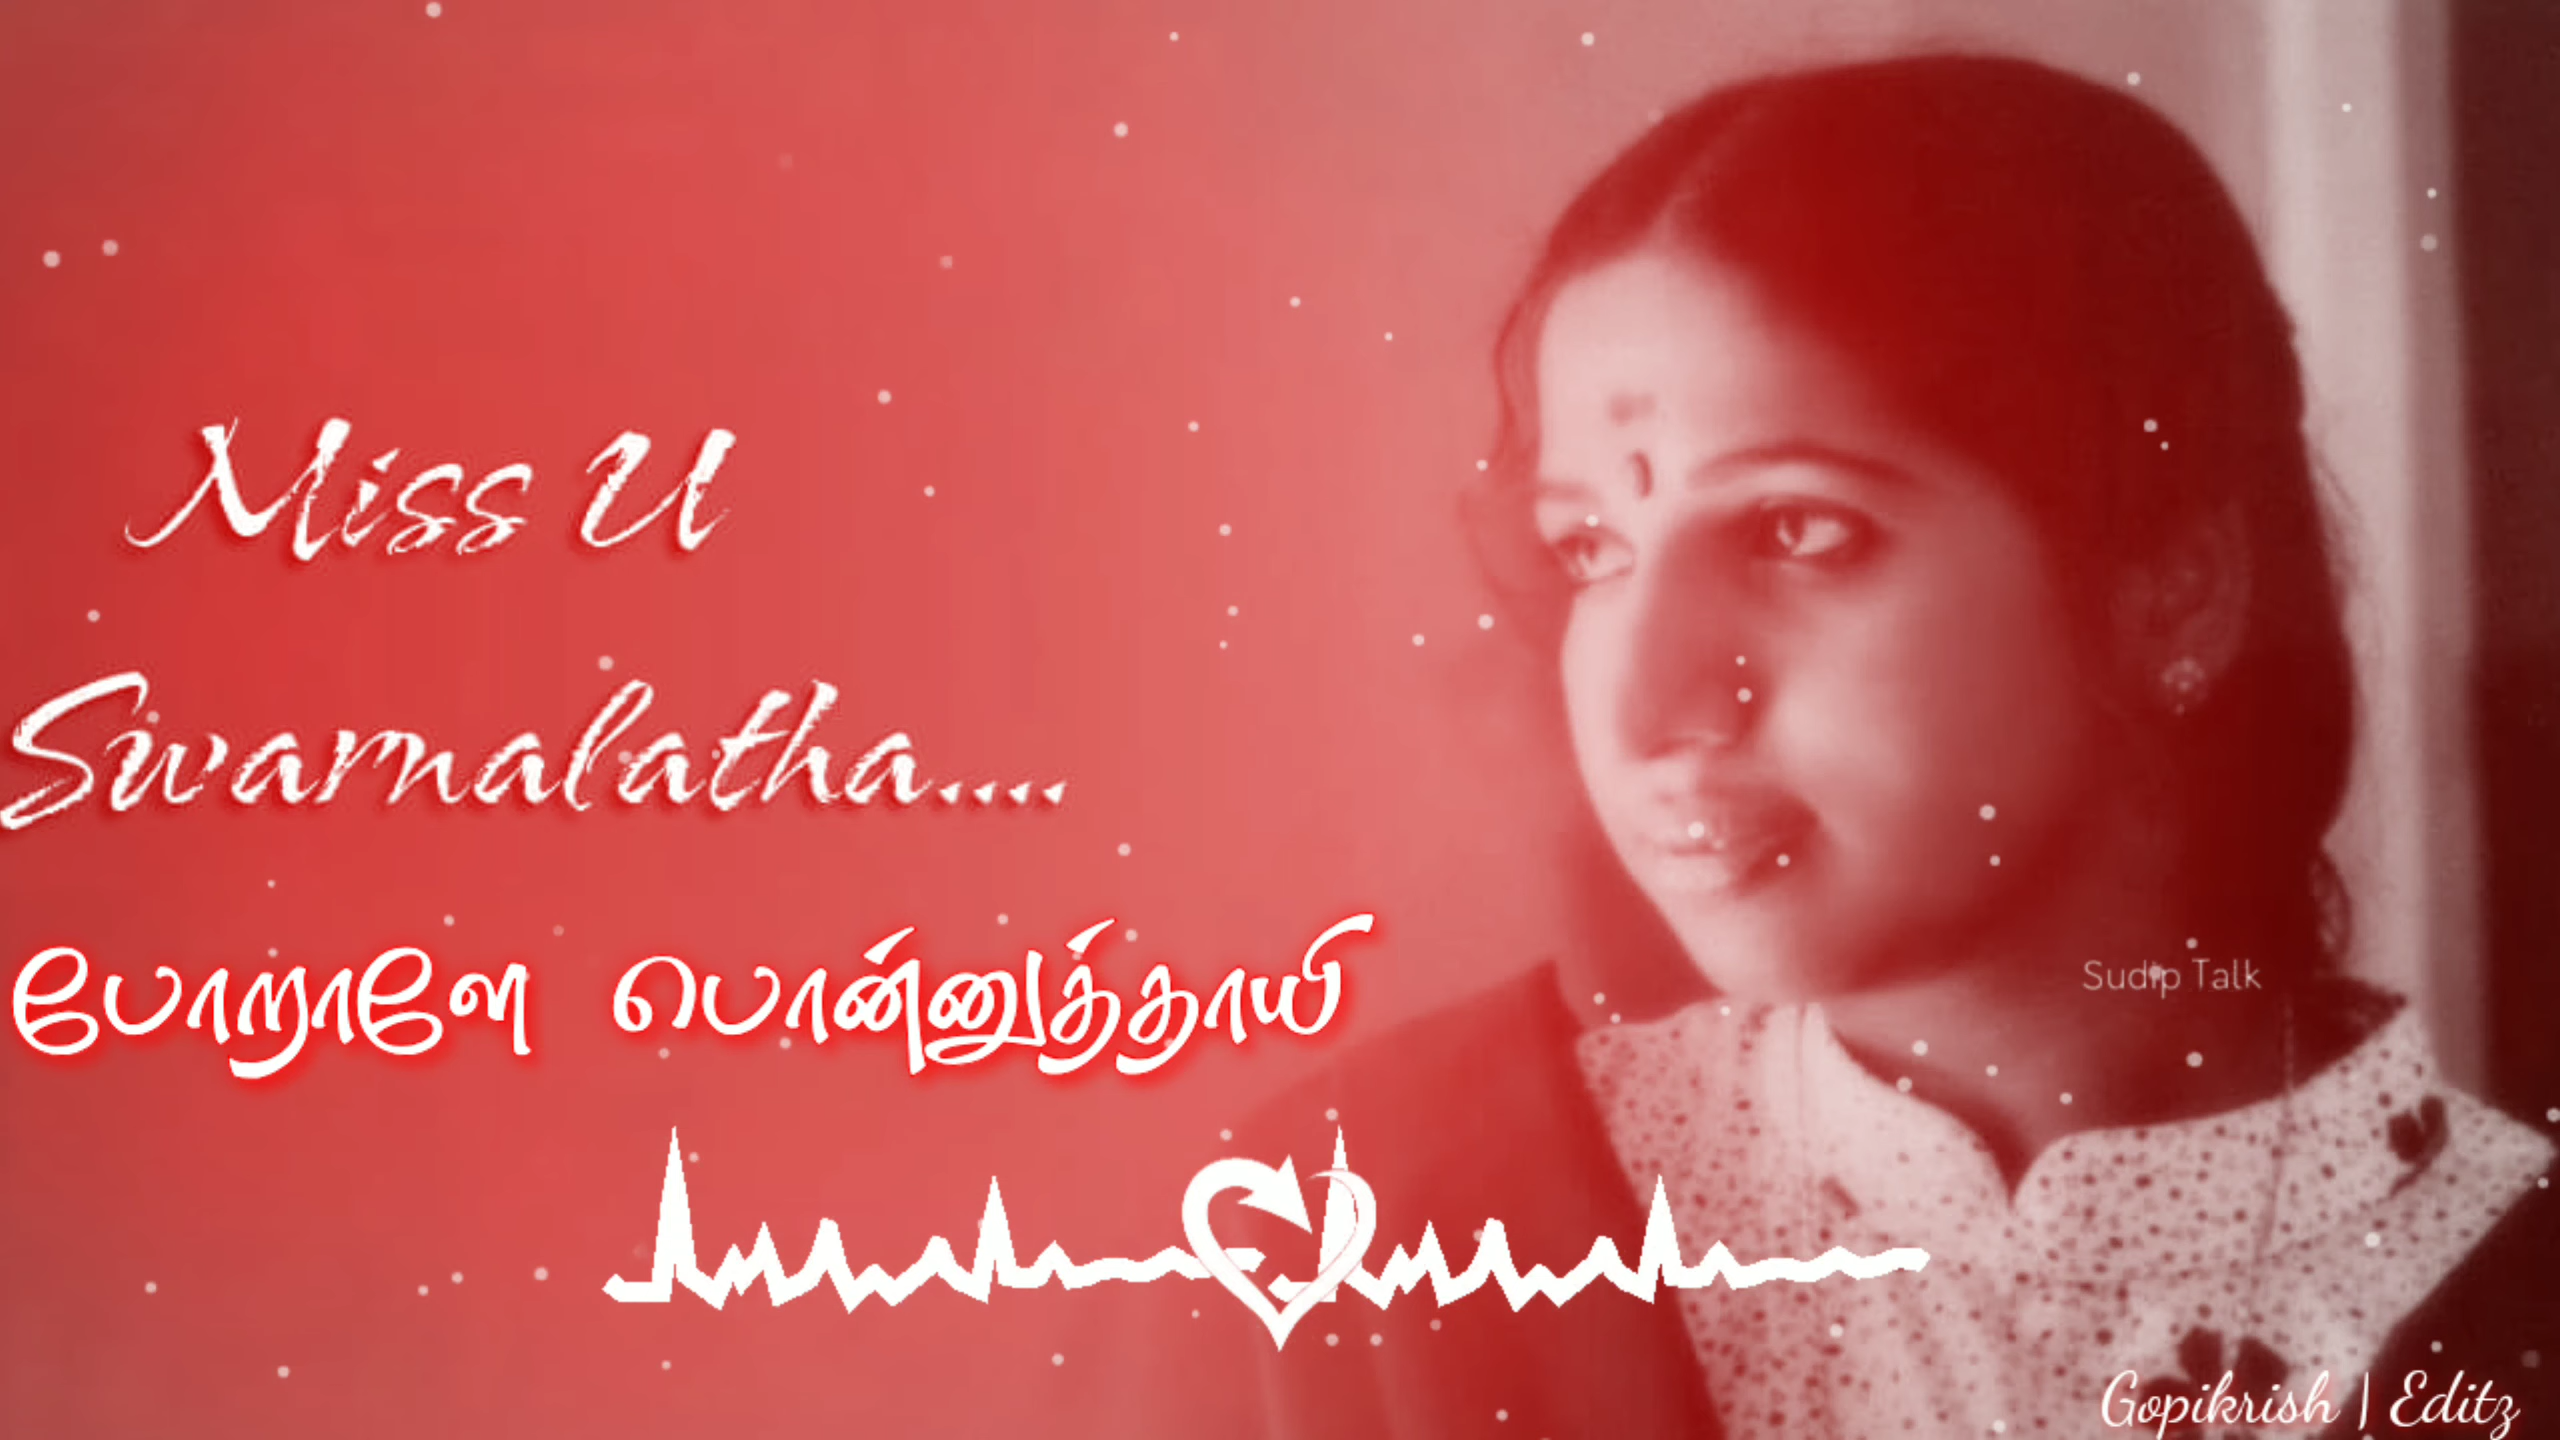 Miss U
Swarnalatha....
போறாளே பொன்னுத்தாயி
Sudip Talk
Gopikrish | Editz